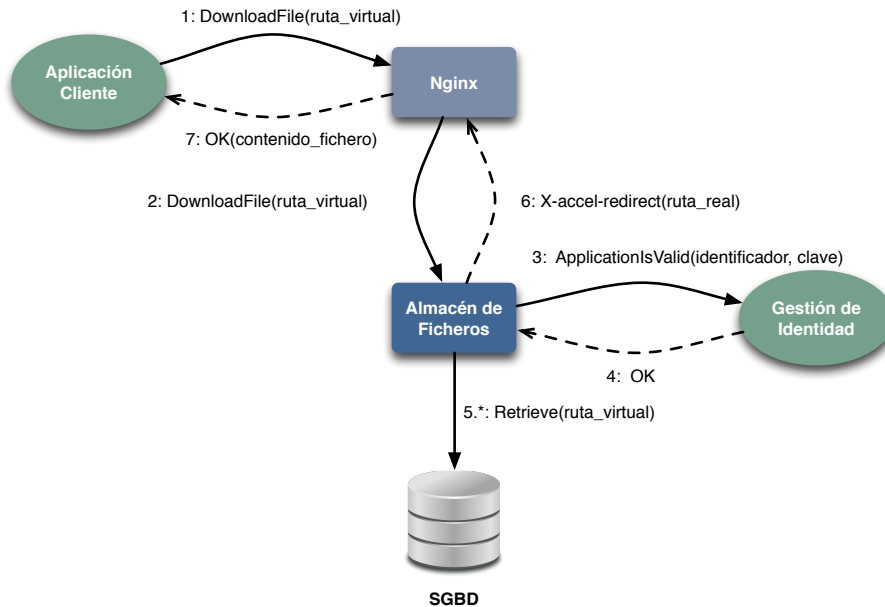 1: DownloadFile(ruta_virtual)
Aplicación
Cliente
Nginx
7: OK(contenido_fichero)
2: DownloadFile(ruta_virtual)
6: X-accel-redirect(ruta_real)
3:  ApplicationIsValid(identificador, clave)
Almacén de
Ficheros
Gestión de
Identidad
4:  OK
5.*: Retrieve(ruta_virtual)
SGBD